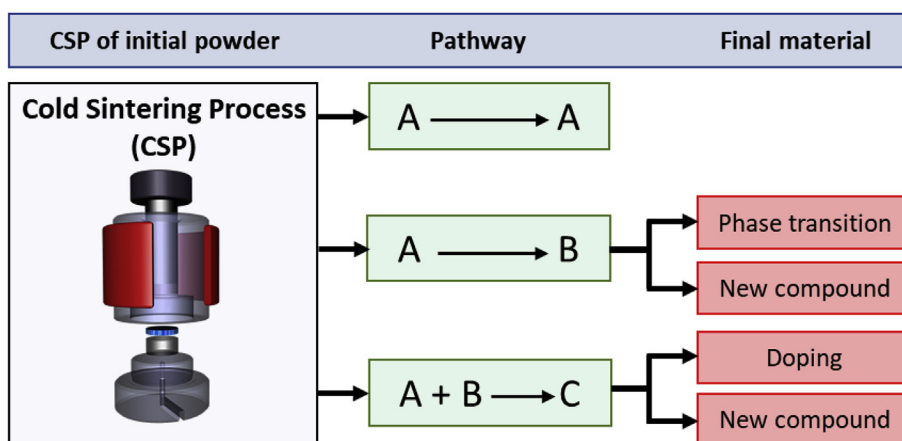 CSP of initial powder
Pathway
Final material
Cold Sintering Process
(CSP)
A → A
A → B
Phase transition
New compound
A + B → C
Doping
New compound